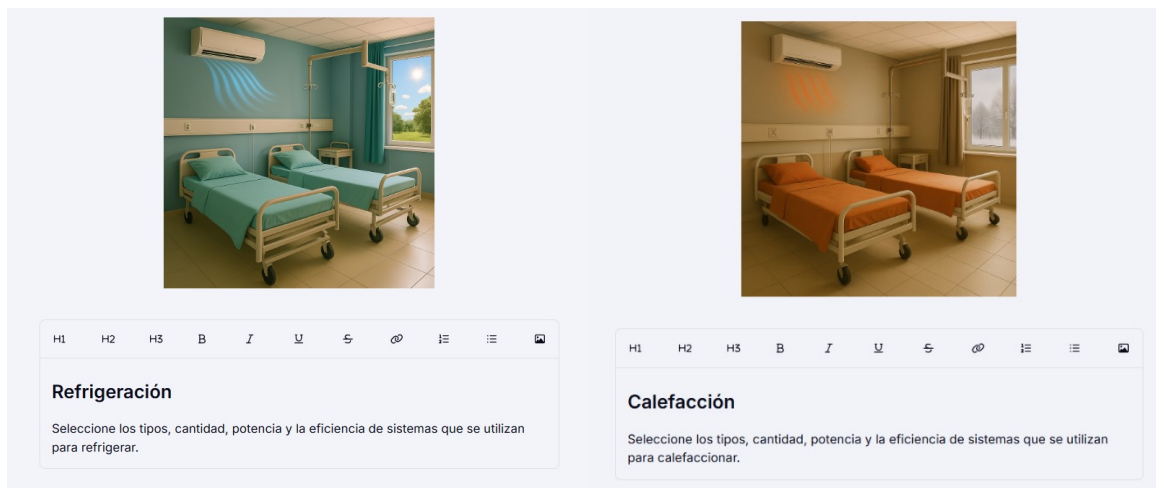 H1 H2 H3 B I U S
Refrigeración
Seleccione los tipos, cantidad, potencia y la eficiencia de sistemas que se utilizan
para refrigerar.
H1 H2 H3 B I U S
Calefacción
Seleccione los tipos, cantidad, potencia y la eficiencia de sistemas que se utilizan
para calefaccionar.